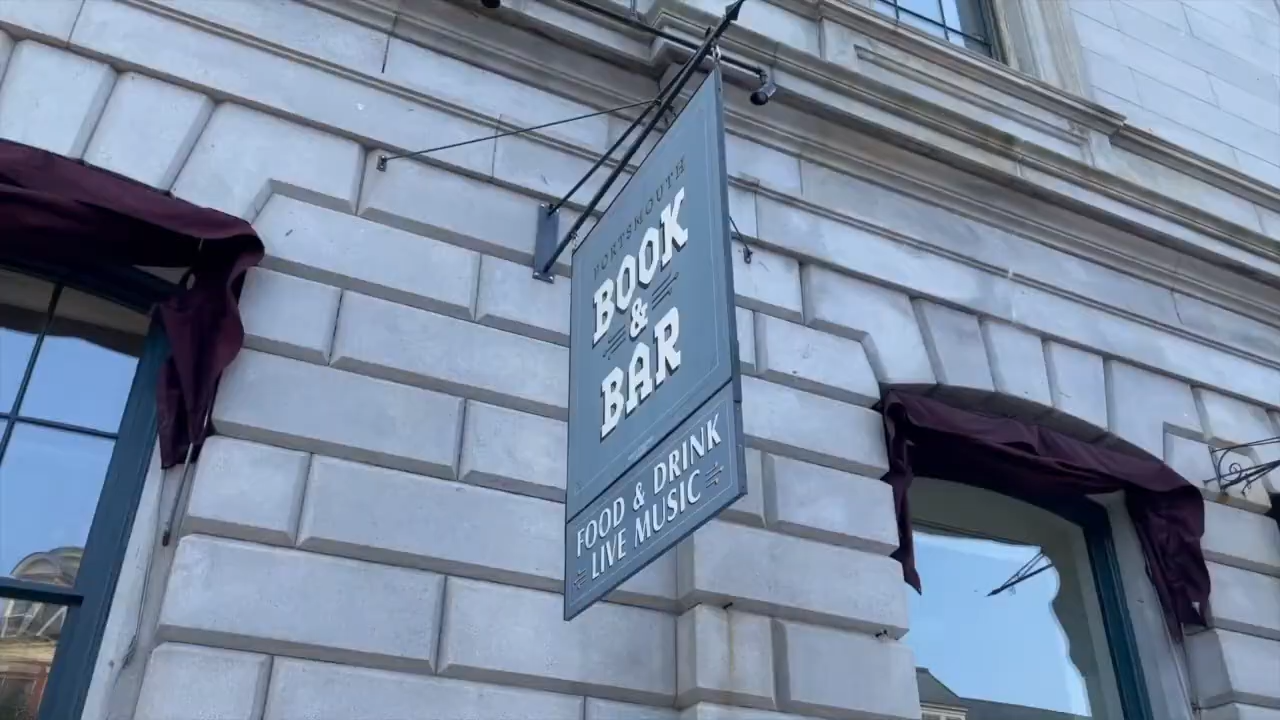 PORTSMOUTH
BOOK
&
BAR
FOOD & DRINK
LIVE MUSIC